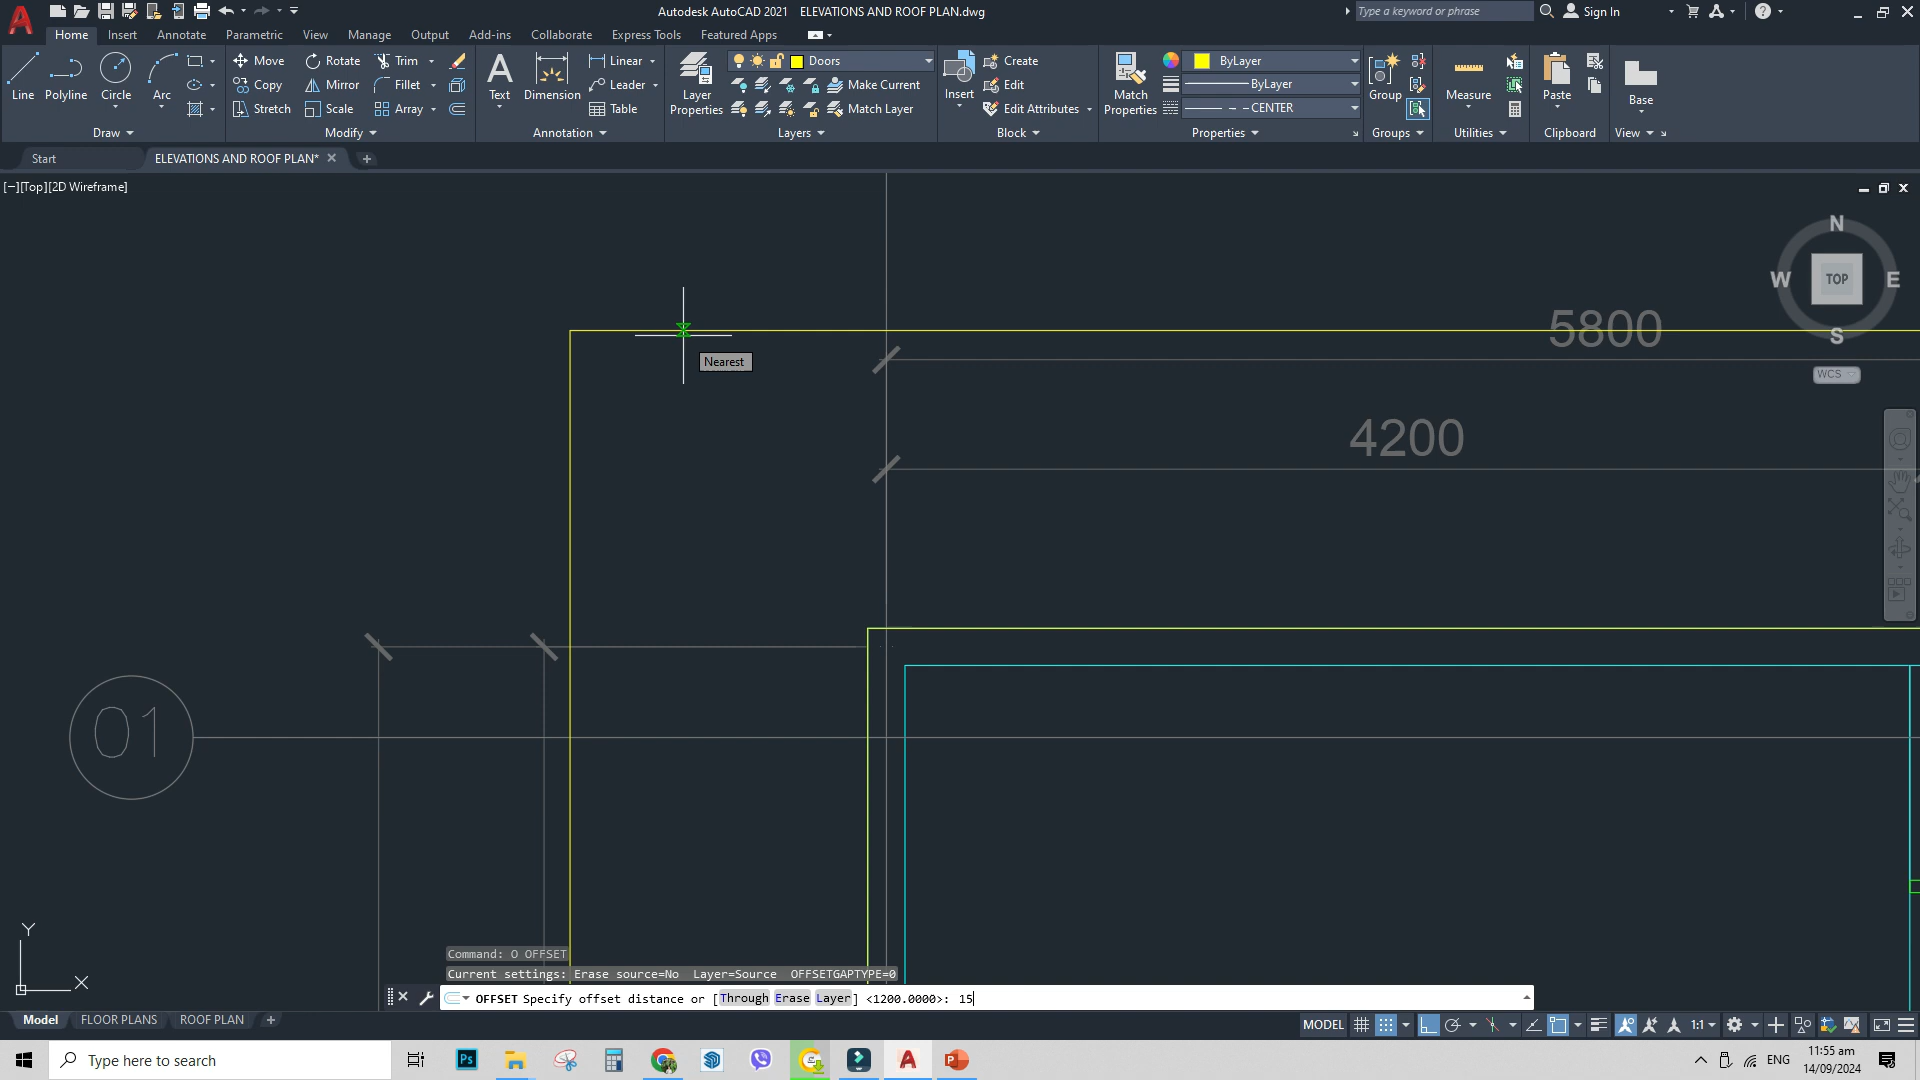 Autodesk AutoCAD 2021 ELEVATIONS AND ROOF PLAN.dwg
Type a keyword or phrase
Sign In
Home Insert Annotate Parametric View Manage Output Add-ins Collaborate Express Tools Featured Apps
Line Polyline Circle Arc
Draw
Move Rotate Trim
Copy Mirror Fillet
Stretch Scale Array
Modify
Text Dimension
Linear
Leader
Table
Annotation
Layer Properties
Doors
Make Current
Match Layer
Layers
Insert
Create
Edit
Edit Attributes
Block
Match Properties
ByLayer
ByLayer
CENTER
Properties
Group
Groups
Measure
Utilities
Paste
Clipboard
Base
View
Start
ELEVATIONS AND ROOF PLAN*
[−][Top][2D Wireframe]
N
W TOP E
S
WCS
5800
Nearest
4200
01
Y
X
Command: O OFFSET
Current settings: Erase source=No Layer=Source OFFSETGAPTYPE=0
OFFSET Specify offset distance or [Through Erase Layer] <1200.0000>: 15
Model FLOOR PLANS ROOF PLAN
MODEL
1:1
Type here to search
Ps
ENG
11:55 am
14/09/2024